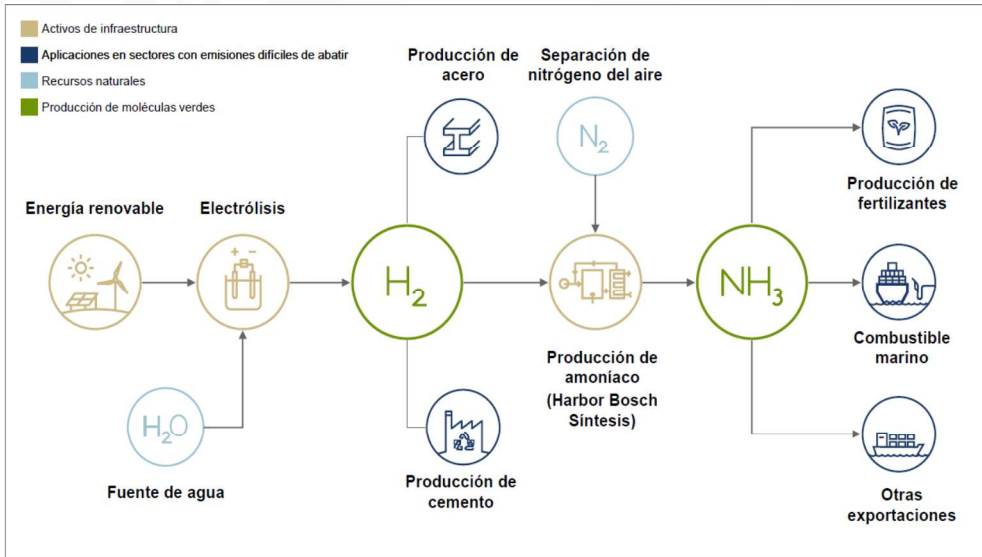 Activos de infraestructura
Aplicaciones en sectores con emisiones difíciles de abatir
Recursos naturales
Producción de moléculas verdes
Producción de
acero
Separación de
nitrógeno del aire
N2
Energía renovable
Electrólisis
+ −
H2
NH3
H2O
Fuente de agua
Producción de
amoníaco
(Harbor Bosch
Síntesis)
Producción de
cemento
Producción de
fertilizantes
Combustible
marino
Otras
exportaciones